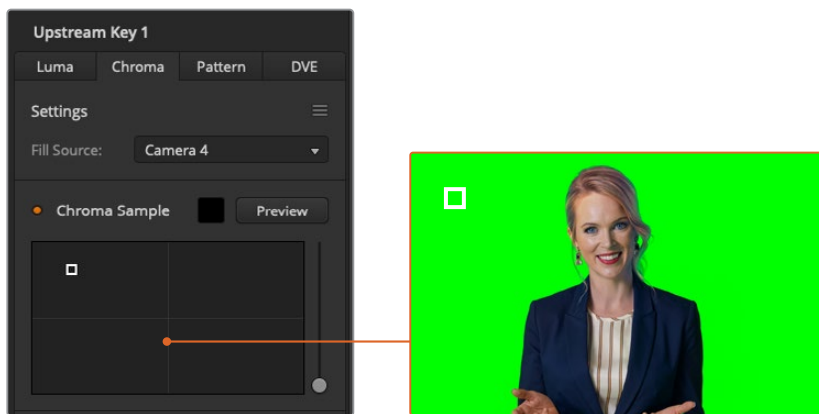 Upstream Key 1
Luma Chroma Pattern DVE
Settings
Fill Source: Camera 4
Chroma Sample Preview